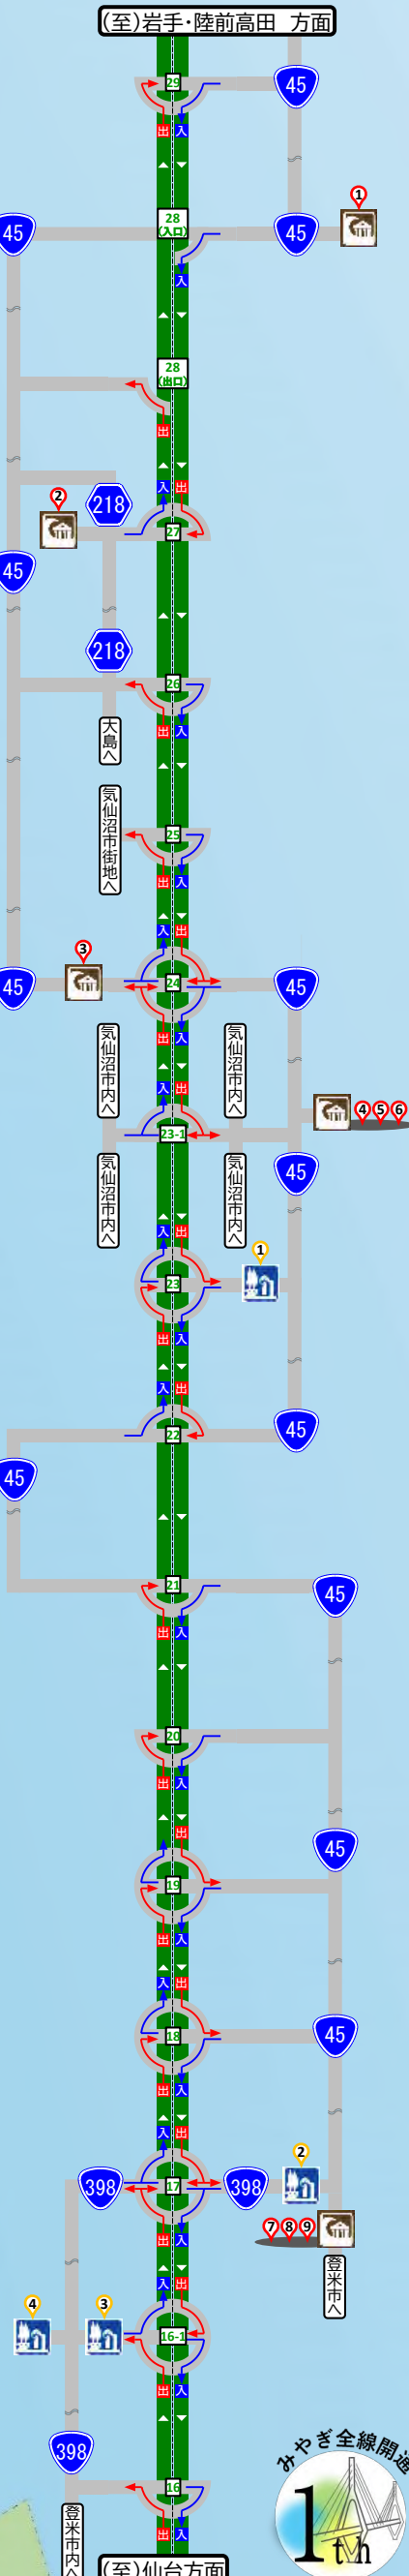 (至)岩手・陸前高田 方面
29
45
出 入
1
28
(入口)
45
45
入
28
(出口)
出
入 出
218
2
27
45
218
26
大島へ
出 入
気仙沼市街地へ
25
出 入
入 出
3
24
45
45
出 入
気仙沼市内へ
気仙沼市内へ
入 出
4 5 6
23-1
気仙沼市内へ
気仙沼市内へ
45
入 出
1
23
出 入
入 出
22
45
45
21
45
出 入
20
出 入
出
45
19
出 入
入 出
18
45
出 入
入 出
2
398
17
398
7 8 9
出 入
登米市へ
入 出
4
3
16-1
出 入
398
みやぎ全線開通
16
1th
登米市内へ
出 入
(至)仙台方面